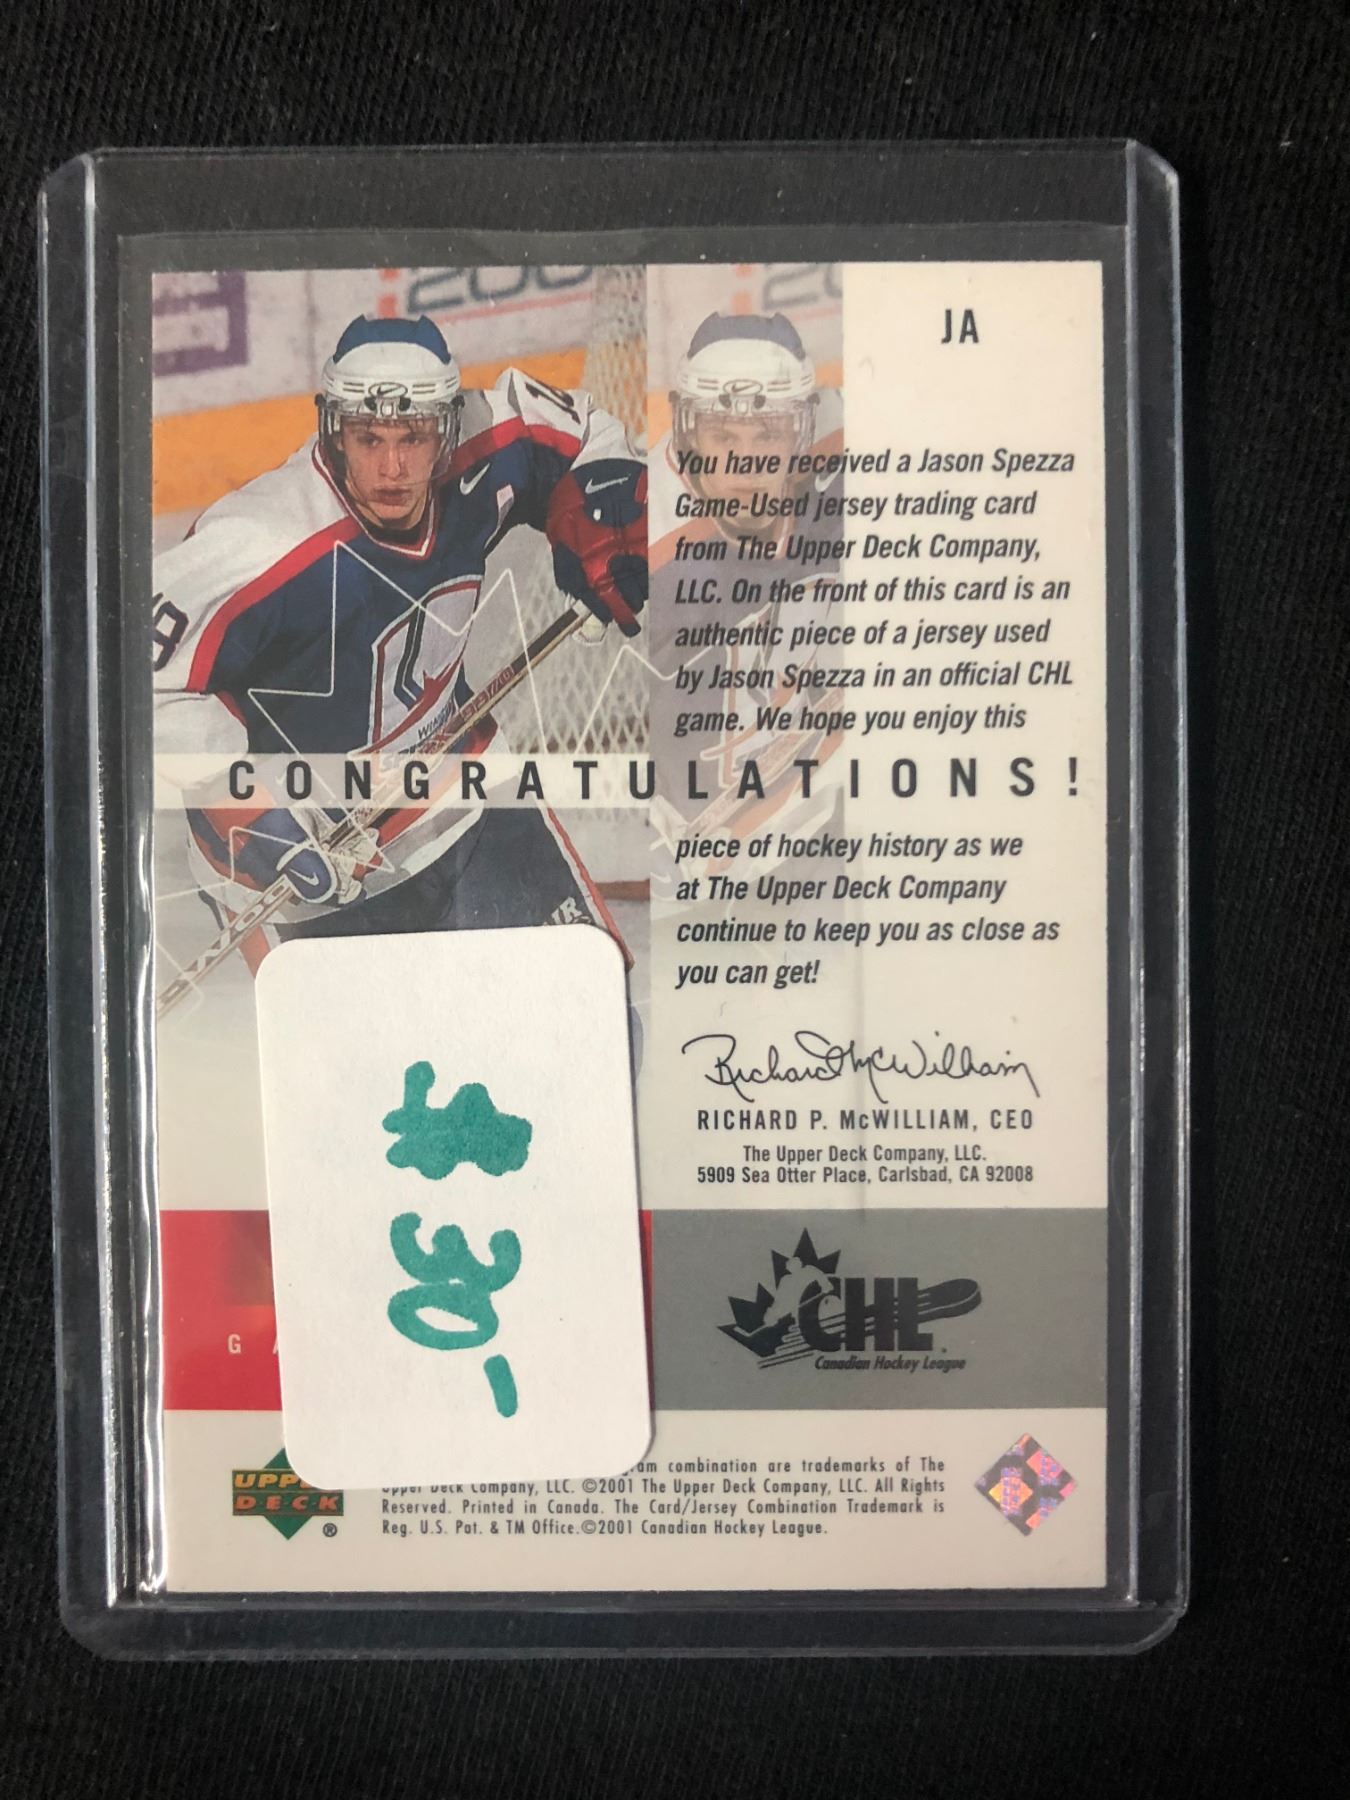 JA
You have received a Jason Spezza
Game-Used jersey trading card
from The Upper Deck Company,
LLC. On the front of this card is an
authentic piece of a jersey used
by Jason Spezza in an official CHL
game. We hope you enjoy this
CONGRATULATIONS!
piece of hockey history as we
at The Upper Deck Company
continue to keep you as close as
you can get!
Richard McWilliam
RICHARD P. McWILLIAM, CEO
The Upper Deck Company, LLC.
5909 Sea Otter Place, Carlsbad, CA 92008
$30-
CHL
Canadian Hockey League
UPP
DECK
combination are trademarks of The
Upper Deck Company, LLC. ©2001 The Upper Deck Company, LLC. All Rights
Reserved. Printed in Canada. The Card/Jersey Combination Trademark is
Reg. U.S. Pat. & TM Office.©2001 Canadian Hockey League.